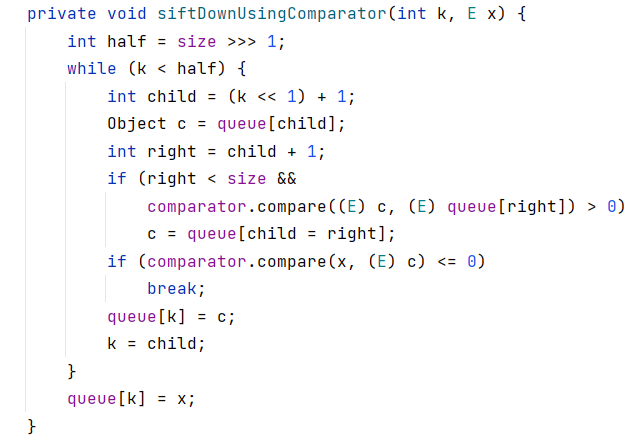 private void siftDownUsingComparator(int k, E x) {
    int half = size >>> 1;
    while (k < half) {
        int child = (k << 1) + 1;
        Object c = queue[child];
        int right = child + 1;
        if (right < size &&
            comparator.compare((E) c, (E) queue[right]) > 0)
            c = queue[child = right];
        if (comparator.compare(x, (E) c) <= 0)
            break;
        queue[k] = c;
        k = child;
    }
    queue[k] = x;
}